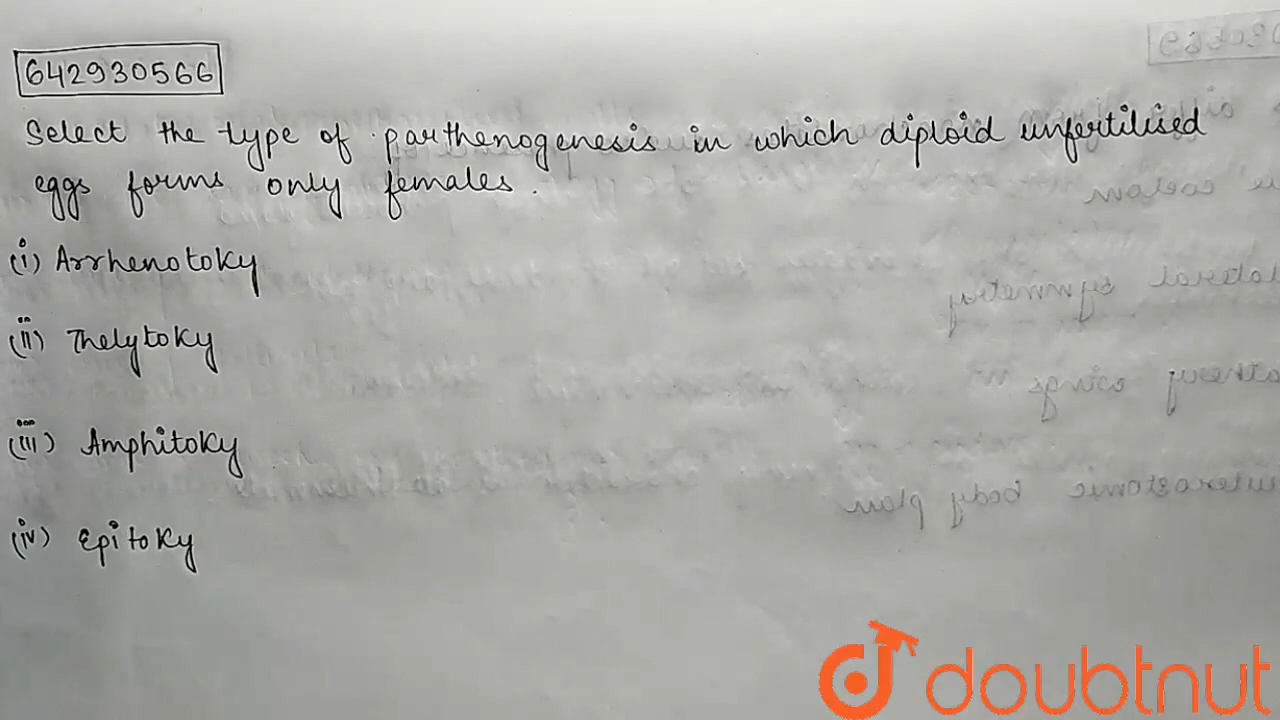 642930566
Select the type of parthenogenesis in which diploid unfertilised
eggs forms only females.
(i) Arrhenotoky
(ii) Thelytoky
(iii) Amphitoky
(iv) Epitoky
doubtnut